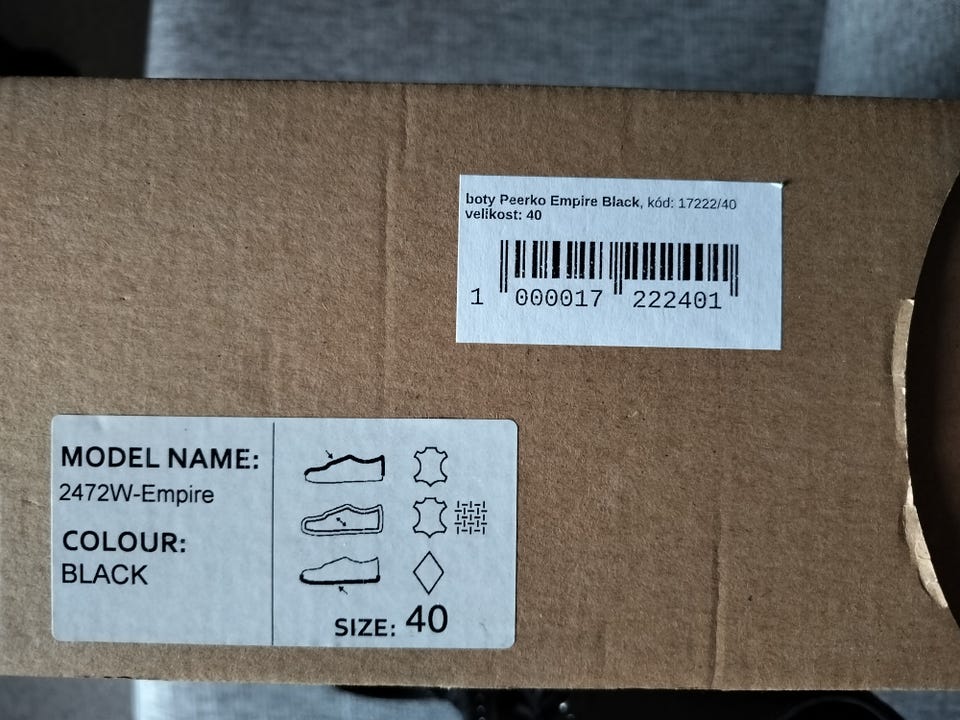 boty Peerko Empire Black, kód: 17222/40
velikost: 40
1 000017 222401
MODEL NAME:
2472W-Empire
COLOUR:
BLACK
SIZE: 40